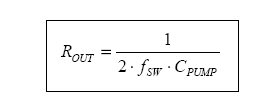 R_OUT = 1 / (2 · f_SW · C_PUMP)